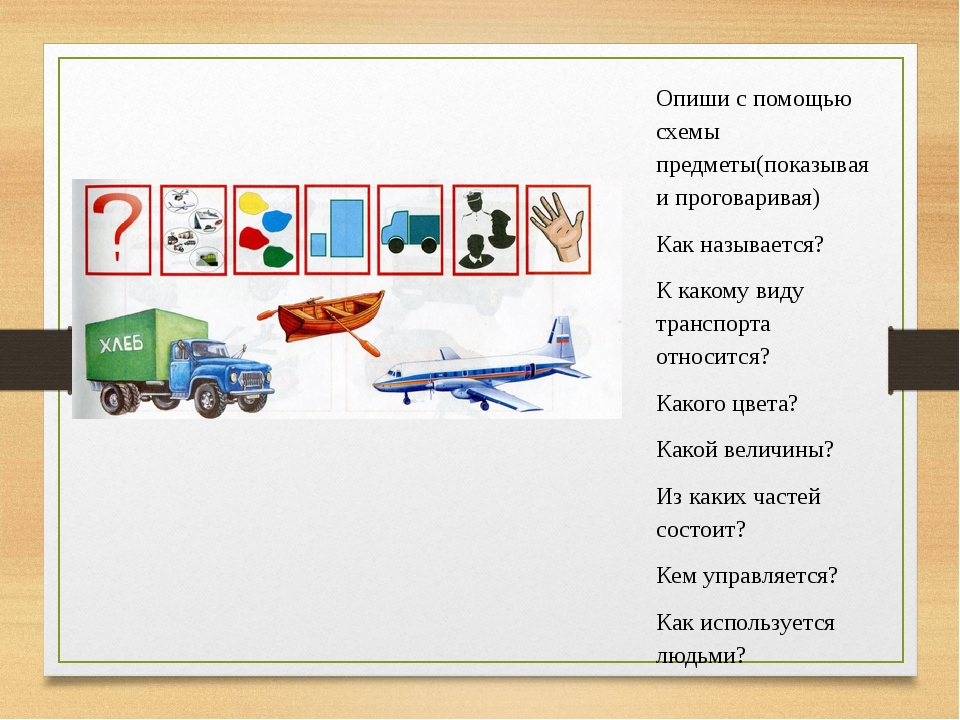 Опиши с помощью
схемы
предметы(показывая
и проговаривая)
Как называется?
К какому виду
транспорта
относится?
Какого цвета?
Какой величины?
Из каких частей
состоит?
Кем управляется?
Как используется
людьми?
?
ХЛЕБ